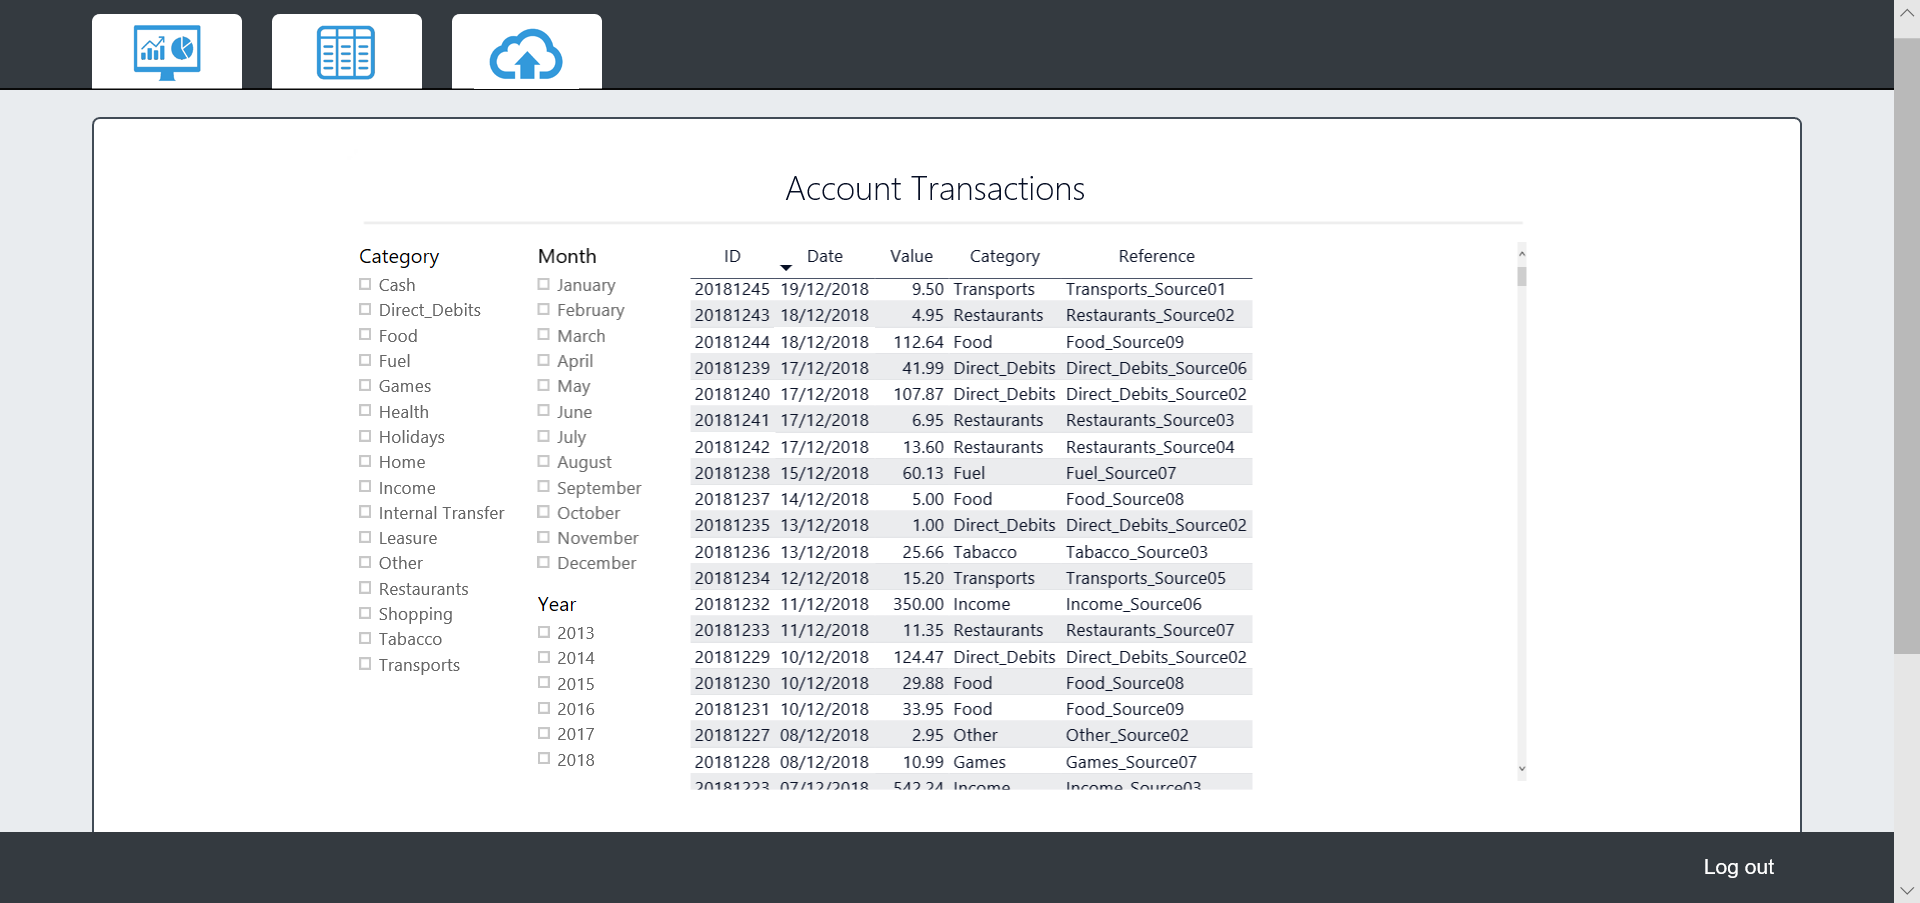 Account Transactions
Category
Cash
Direct_Debits
Food
Fuel
Games
Health
Holidays
Home
Income
Internal Transfer
Leasure
Other
Restaurants
Shopping
Tabacco
Transports
Month
January
February
March
April
May
June
July
August
September
October
November
December
Year
2013
2014
2015
2016
2017
2018
ID Date Value Category Reference
20181245 19/12/2018 9.50 Transports Transports_Source01
20181243 18/12/2018 4.95 Restaurants Restaurants_Source02
20181244 18/12/2018 112.64 Food Food_Source09
20181239 17/12/2018 41.99 Direct_Debits Direct_Debits_Source06
20181240 17/12/2018 107.87 Direct_Debits Direct_Debits_Source02
20181241 17/12/2018 6.95 Restaurants Restaurants_Source03
20181242 17/12/2018 13.60 Restaurants Restaurants_Source04
20181238 15/12/2018 60.13 Fuel Fuel_Source07
20181237 14/12/2018 5.00 Food Food_Source08
20181235 13/12/2018 1.00 Direct_Debits Direct_Debits_Source02
20181236 13/12/2018 25.66 Tabacco Tabacco_Source03
20181234 12/12/2018 15.20 Transports Transports_Source05
20181232 11/12/2018 350.00 Income Income_Source06
20181233 11/12/2018 11.35 Restaurants Restaurants_Source07
20181229 10/12/2018 124.47 Direct_Debits Direct_Debits_Source02
20181230 10/12/2018 29.88 Food Food_Source08
20181231 10/12/2018 33.95 Food Food_Source09
20181227 08/12/2018 2.95 Other Other_Source02
20181228 08/12/2018 10.99 Games Games_Source07
20181223 07/12/2018 542.24 Income Income_Source03
Log out